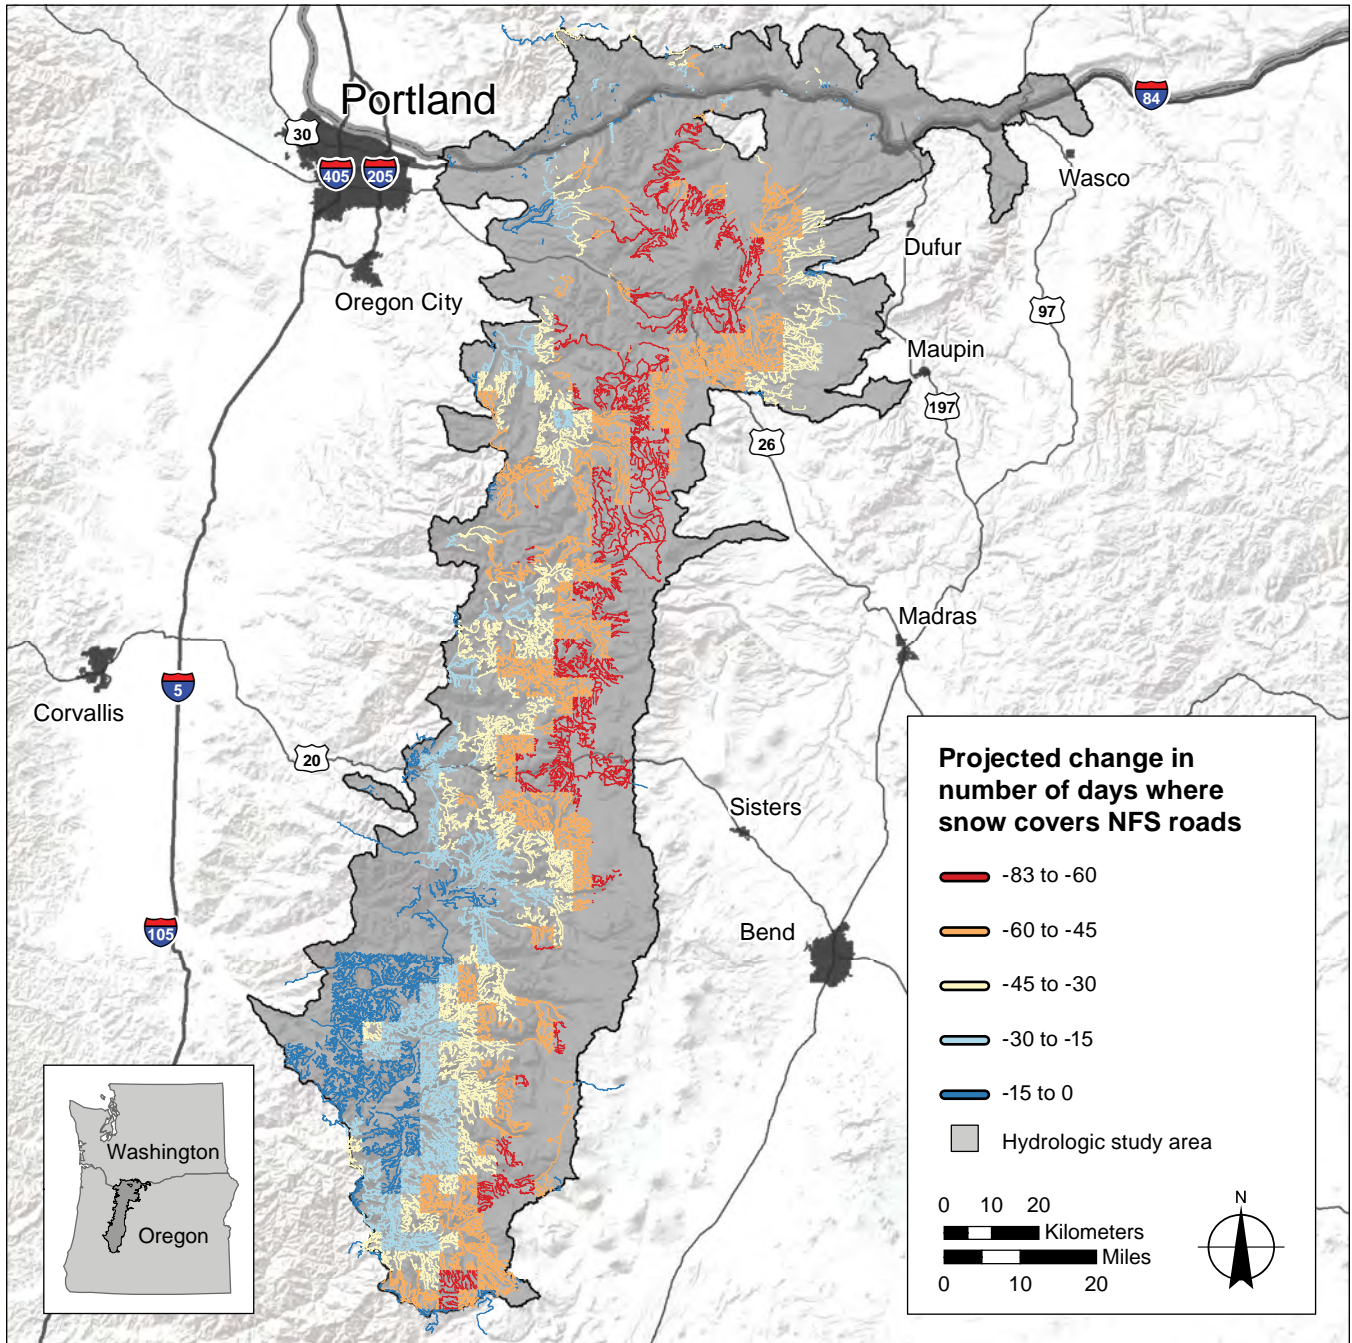 Portland
30
84
405
205
Wasco
Dufur
Oregon City
97
Maupin
197
26
Madras
Corvallis
5
20
Sisters
Bend
105
Projected change in
number of days where
snow covers NFS roads
-83 to -60
-60 to -45
-45 to -30
-30 to -15
-15 to 0
Hydrologic study area
0 10 20
Kilometers
Miles
0 10 20
N
Washington
Oregon